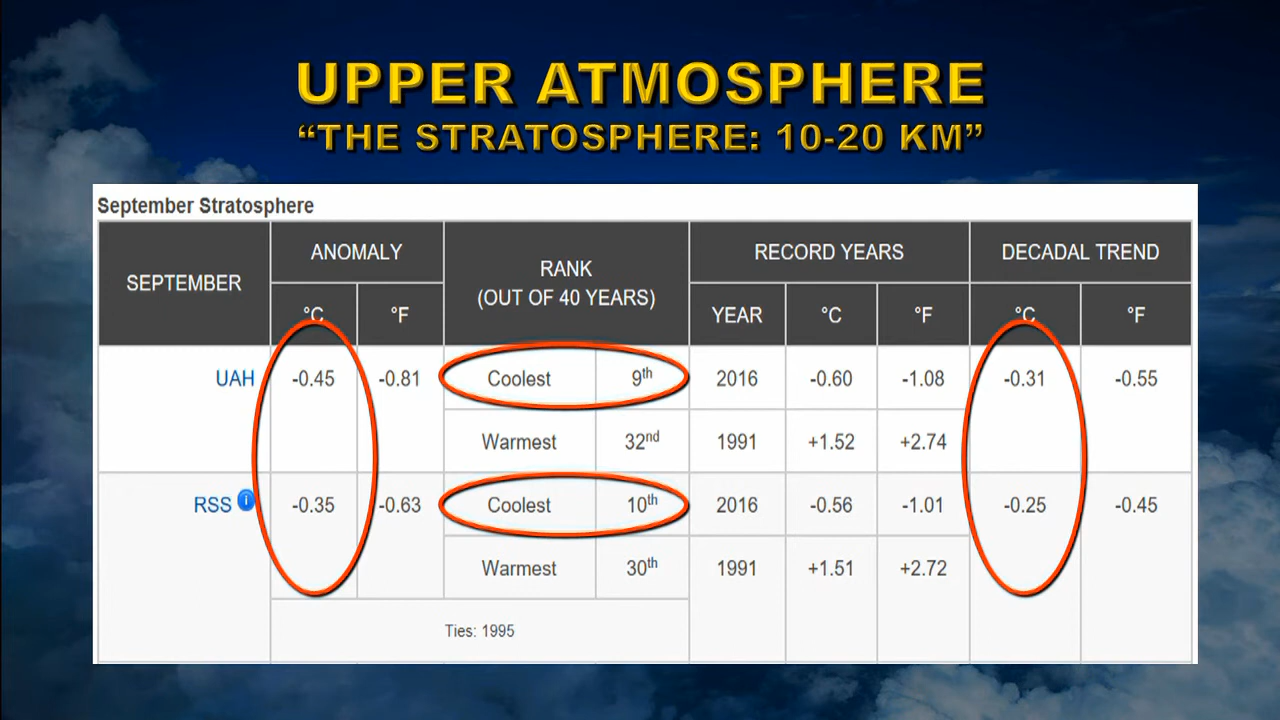 UPPER ATMOSPHERE
“THE STRATOSPHERE: 10-20 KM”
September Stratosphere
SEPTEMBER ANOMALY RANK (OUT OF 40 YEARS) RECORD YEARS DECADAL TREND
°C °F YEAR °C °F °C °F
UAH -0.45 -0.81 Coolest 9th 2016 -0.60 -1.08 -0.31 -0.55
Warmest 32nd 1991 +1.52 +2.74
RSS i -0.35 -0.63 Coolest 10th 2016 -0.56 -1.01 -0.25 -0.45
Warmest 30th 1991 +1.51 +2.72
Ties: 1995